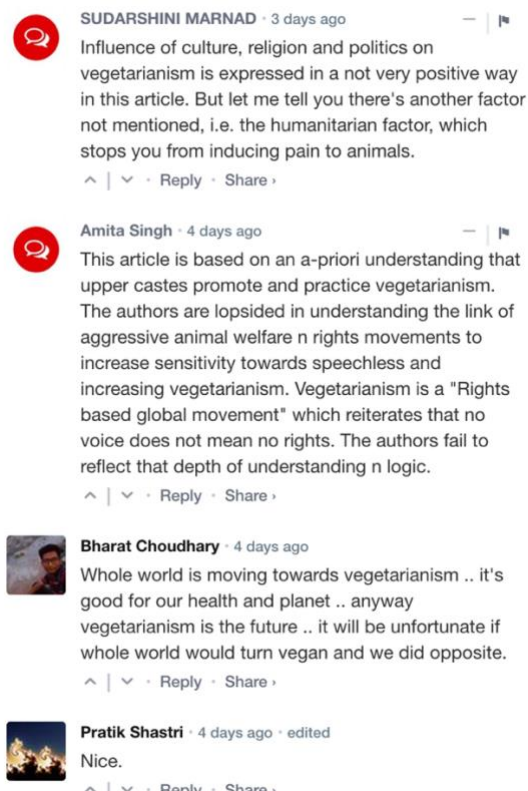 SUDARSHINI MARNAD · 3 days ago
Influence of culture, religion and politics on
vegetarianism is expressed in a not very positive way
in this article. But let me tell you there's another factor
not mentioned, i.e. the humanitarian factor, which
stops you from inducing pain to animals.
Reply · Share ›
Amita Singh · 4 days ago
This article is based on an a-priori understanding that
upper castes promote and practice vegetarianism.
The authors are lopsided in understanding the link of
aggressive animal welfare n rights movements to
increase sensitivity towards speechless and
increasing vegetarianism. Vegetarianism is a "Rights
based global movement" which reiterates that no
voice does not mean no rights. The authors fail to
reflect that depth of understanding n logic.
Reply · Share ›
Bharat Choudhary · 4 days ago
Whole world is moving towards vegetarianism .. it's
good for our health and planet .. anyway
vegetarianism is the future .. it will be unfortunate if
whole world would turn vegan and we did opposite.
Reply · Share ›
Pratik Shastri · 4 days ago · edited
Nice.
Reply · Share ›